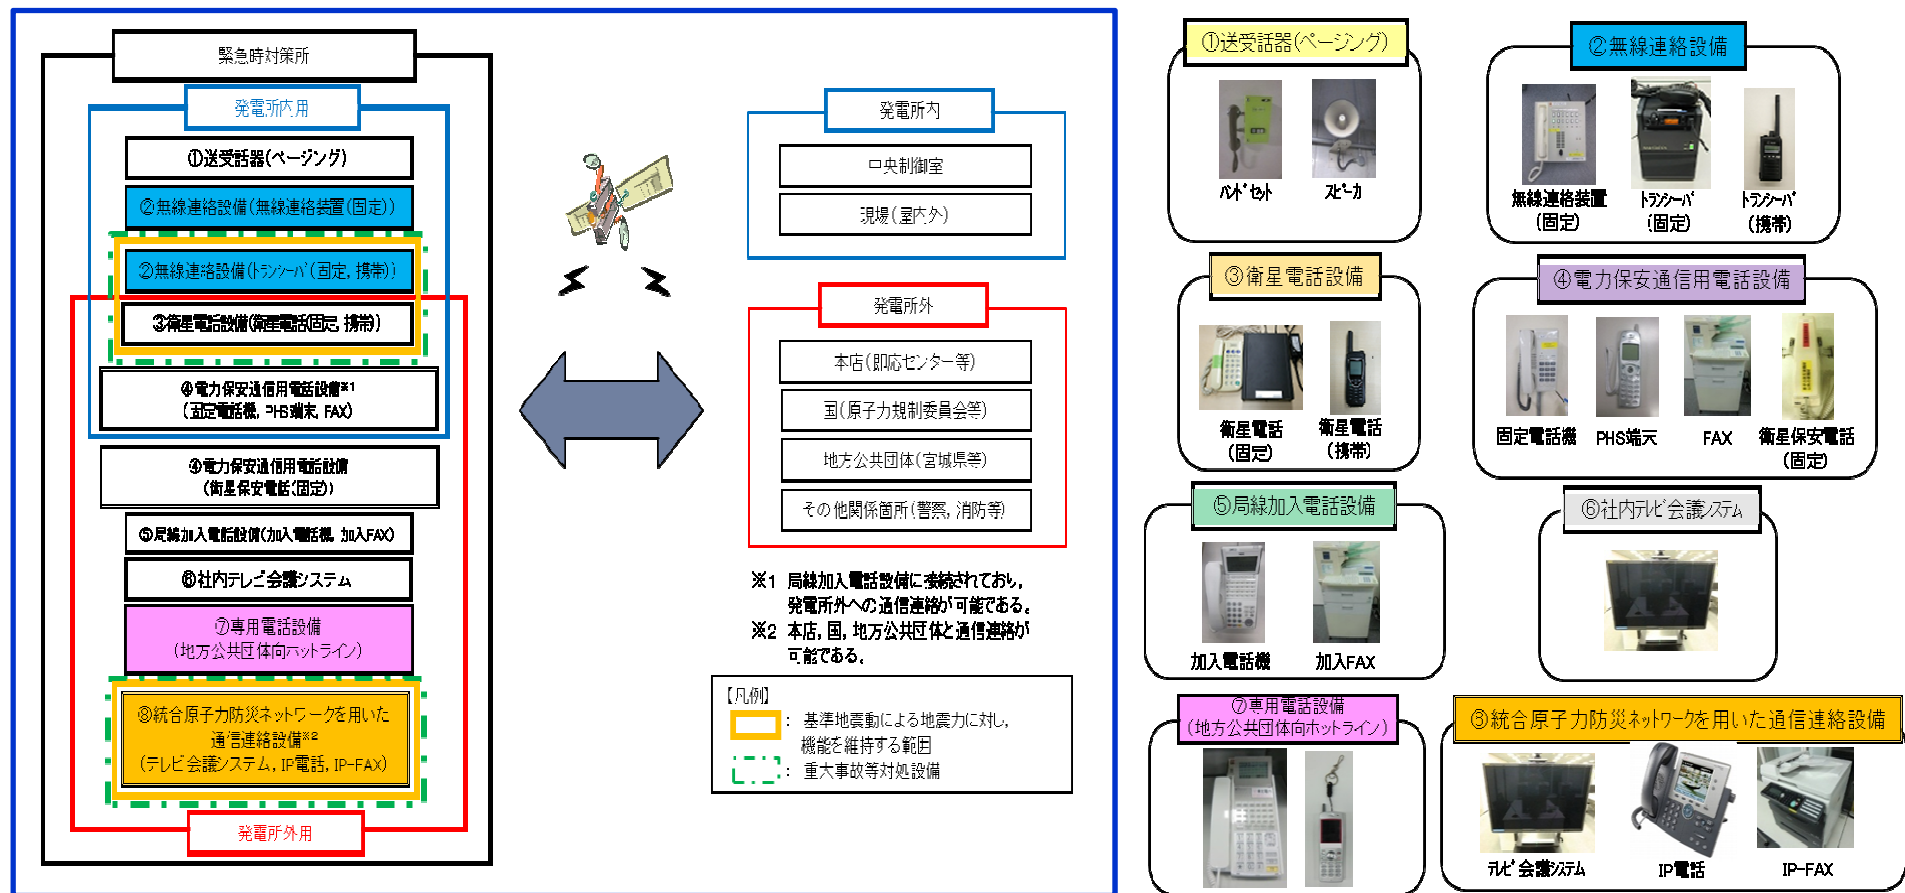 緊急時対策所
発電所内用
①送受話器(ページング)
②無線連絡設備(無線連絡装置(固定))
②無線連絡設備(トランシーバ(固定, 携帯))
③衛星電話設備(衛星電話(固定, 携帯))
④電力保安通信用電話設備※1
(固定電話機, PHS端末, FAX)
④電力保安通信用電話設備
(衛星保安電話(固定))
⑤局線加入電話設備(加入電話機, 加入FAX)
⑥社内テレビ会議システム
⑦専用電話設備
(地方公共団体向ホットライン)
⑧統合原子力防災ネットワークを用いた
通信連絡設備※2
(テレビ会議システム, IP電話, IP-FAX)
発電所外用
発電所内
中央制御室
現場(屋内外)
発電所外
本店(即応センター等)
国(原子力規制委員会等)
地方公共団体(宮城県等)
その他関係箇所(警察, 消防等)
※1 局線加入電話設備に接続されており,
発電所外への通信連絡が可能である。
※2 本店, 国, 地方公共団体と通信連絡が
可能である。
【凡例】
: 基準地震動による地震力に対し,
機能を維持する範囲
: 重大事故等対処設備
①送受話器(ページング)
ハンドセット
スピーカ
②無線連絡設備
無線連絡装置
(固定)
トランシーバ
(固定)
トランシーバ
(携帯)
③衛星電話設備
衛星電話
(固定)
衛星電話
(携帯)
④電力保安通信用電話設備
固定電話機
PHS端末
FAX
衛星保安電話
(固定)
⑤局線加入電話設備
加入電話機
加入FAX
⑥社内テレビ会議システム
⑦専用電話設備
(地方公共団体向ホットライン)
⑧統合原子力防災ネットワークを用いた通信連絡設備
テレビ会議システム
IP電話
IP-FAX